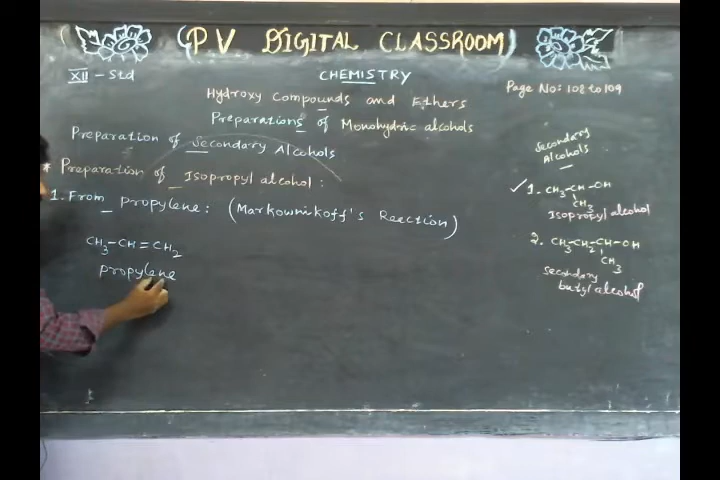 (PV DIGITAL CLASSROOM)
XII - Std
CHEMISTRY
Page No: 108 to 109
Hydroxy Compounds and Ethers
Preparations of Monohydric alcohols
Preparation of Secondary Alcohols
* Preparation of Isopropyl alcohol:
1. From propylene: (Markownikoff's Reaction)
CH3-CH=CH2
propylene
Secondary
Alcohols
✓ 1. CH3-CH-OH
CH3
Isopropyl alcohol
2. CH3CH2-CH-OH
CH3
Secondary
butyl alcohol